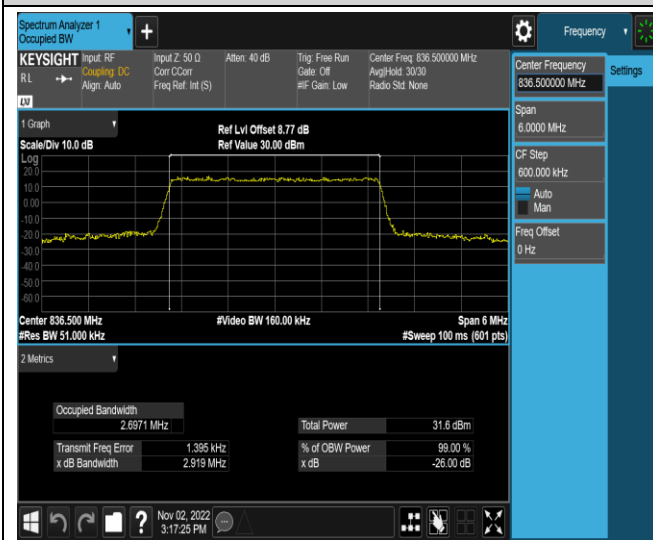 Spectrum Analyzer 1
Occupied BW
+
Frequency
KEYSIGHT
RL
LXI
Input: RF
Coupling: DC
Align: Auto
Input Z: 50 Ω
Corr CCorr
Freq Ref: Int (S)
Atten: 40 dB
Trig: Free Run
Gate: Off
#IF Gain: Low
Center Freq: 836.500000 MHz
Avg|Hold: 30/30
Radio Std: None
Center Frequency
836.500000 MHz
Settings
Span
6.0000 MHz
CF Step
600.000 kHz
Auto
Man
Freq Offset
0 Hz
1 Graph
Scale/Div 10.0 dB
Ref Lvl Offset 8.77 dB
Ref Value 30.00 dBm
Log
20.0
10.0
0.00
-10.0
-20.0
-30.0
-40.0
-50.0
-60.0
Center 836.500 MHz
#Res BW 51.000 kHz
#Video BW 160.00 kHz
Span 6 MHz
#Sweep 100 ms (601 pts)
2 Metrics
Occupied Bandwidth
2.6971 MHz
Transmit Freq Error 1.395 kHz
x dB Bandwidth 2.919 MHz
Total Power 31.6 dBm
% of OBW Power 99.00 %
x dB -26.00 dB
?
Nov 02, 2022
3:17:25 PM